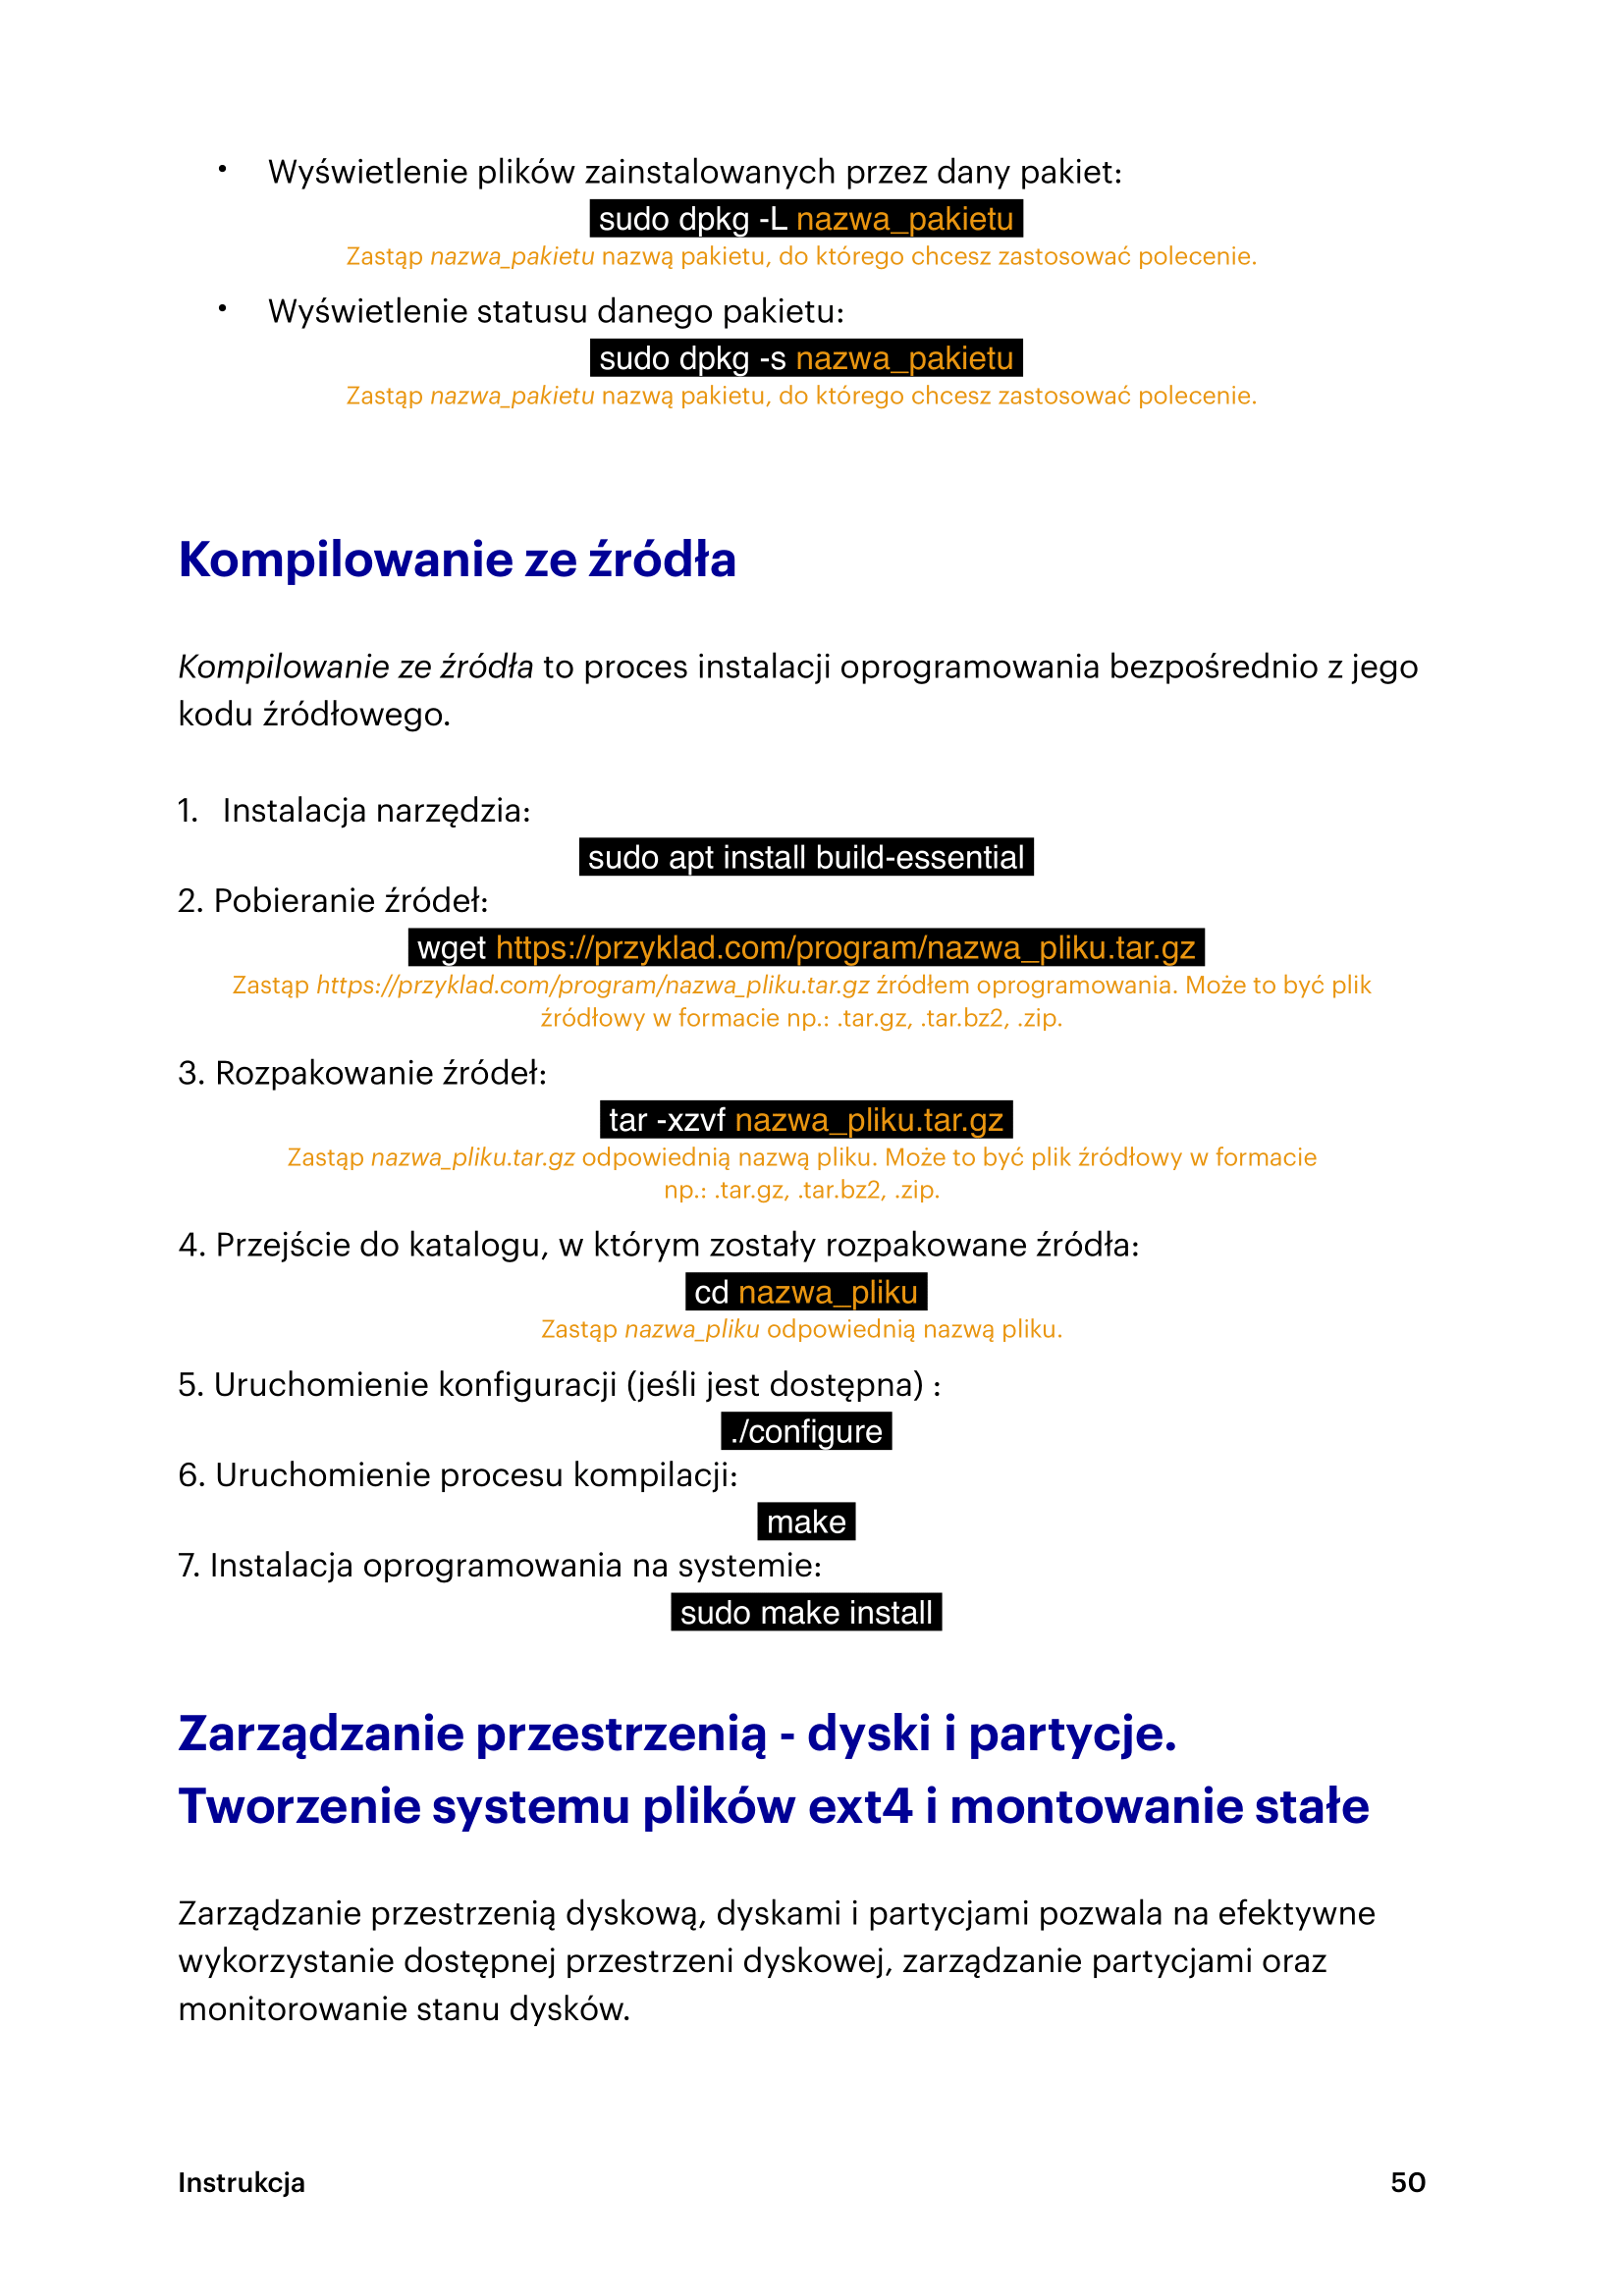 • Wyświetlenie plików zainstalowanych przez dany pakiet:
sudo dpkg -L nazwa_pakietu
Zastąp nazwa_pakietu nazwą pakietu, do którego chcesz zastosować polecenie.
• Wyświetlenie statusu danego pakietu:
sudo dpkg -s nazwa_pakietu
Zastąp nazwa_pakietu nazwą pakietu, do którego chcesz zastosować polecenie.
Kompilowanie ze źródła
Kompilowanie ze źródła to proces instalacji oprogramowania bezpośrednio z jego
kodu źródłowego.
1. Instalacja narzędzia:
sudo apt install build-essential
2. Pobieranie źródeł:
wget https://przyklad.com/program/nazwa_pliku.tar.gz
Zastąp https://przyklad.com/program/nazwa_pliku.tar.gz źródłem oprogramowania. Może to być plik
źródłowy w formacie np.: .tar.gz, .tar.bz2, .zip.
3. Rozpakowanie źródeł:
tar -xzvf nazwa_pliku.tar.gz
Zastąp nazwa_pliku.tar.gz odpowiednią nazwą pliku. Może to być plik źródłowy w formacie
np.: .tar.gz, .tar.bz2, .zip.
4. Przejście do katalogu, w którym zostały rozpakowane źródła:
cd nazwa_pliku
Zastąp nazwa_pliku odpowiednią nazwą pliku.
5. Uruchomienie konfiguracji (jeśli jest dostępna) :
./configure
6. Uruchomienie procesu kompilacji:
make
7. Instalacja oprogramowania na systemie:
sudo make install
Zarządzanie przestrzenią - dyski i partycje.
Tworzenie systemu plików ext4 i montowanie stałe
Zarządzanie przestrzenią dyskową, dyskami i partycjami pozwala na efektywne
wykorzystanie dostępnej przestrzeni dyskowej, zarządzanie partycjami oraz
monitorowanie stanu dysków.
Instrukcja 50